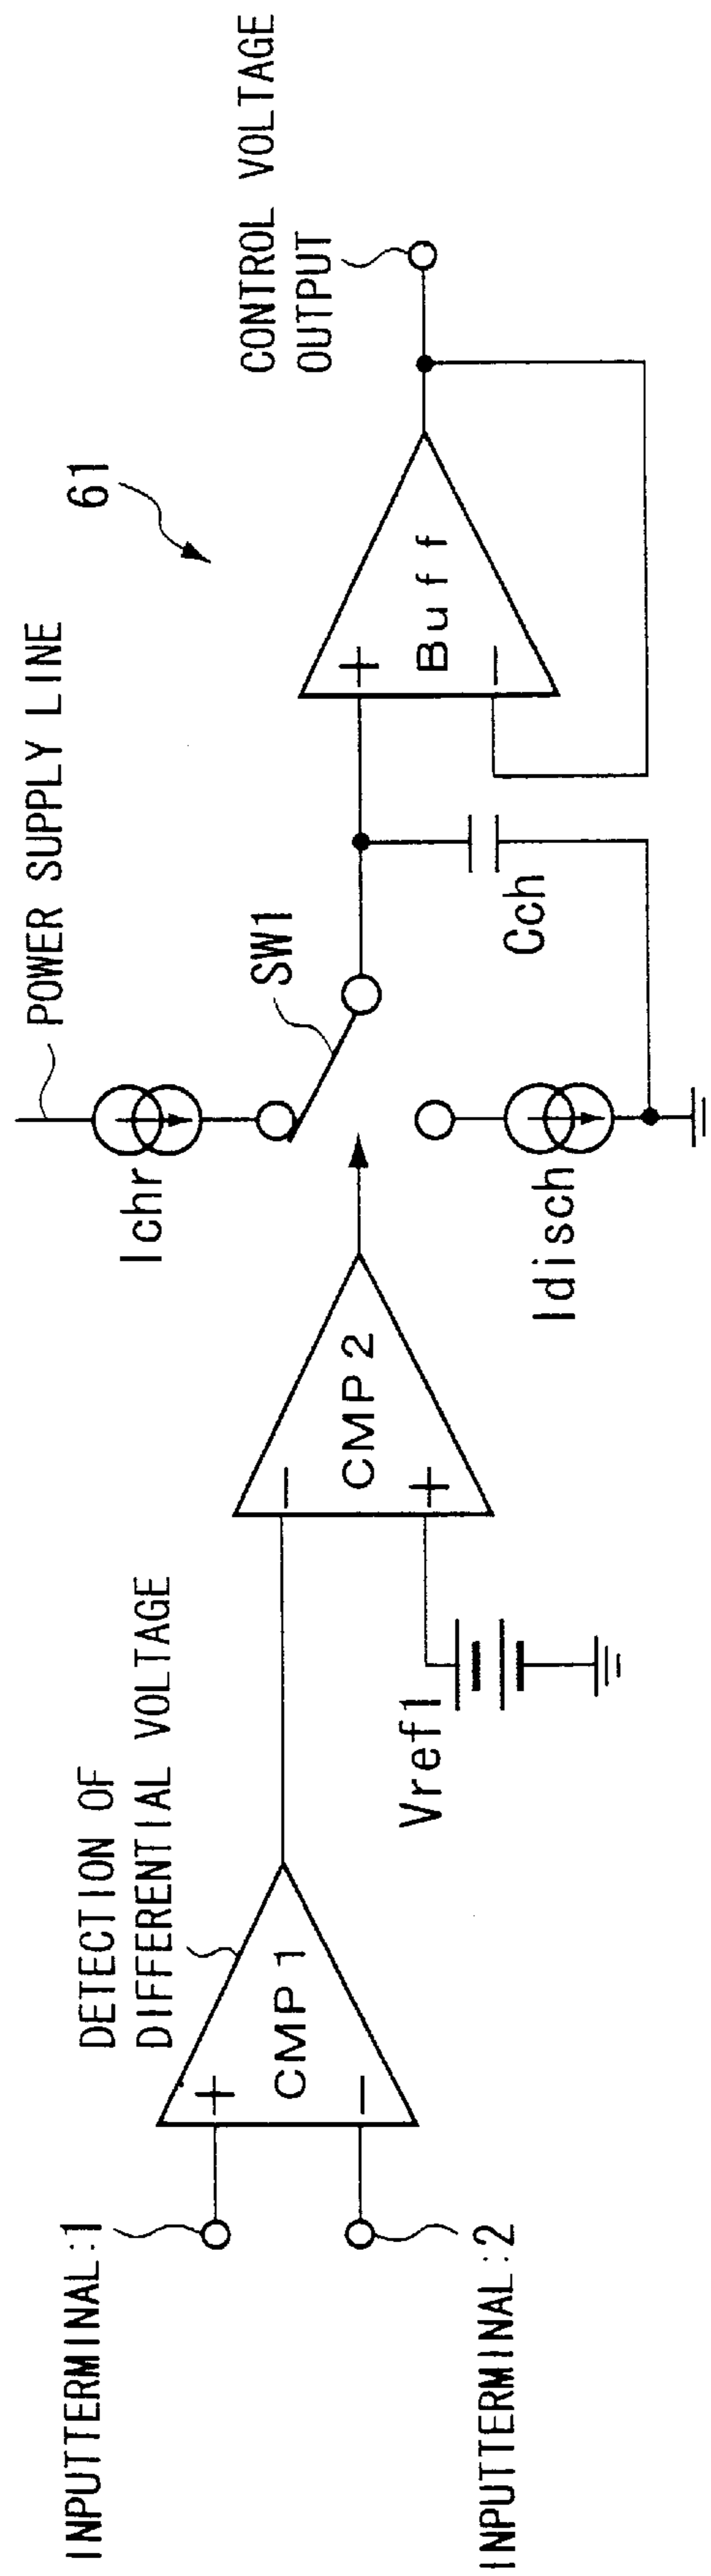 INPUTTERMINAL:1
INPUTTERMINAL:2
DETECTION OF
DIFFERENTIAL VOLTAGE
+
CMP1
−
Vref1
−
CMP2
+
POWER SUPPLY LINE
Ichr
SW1
Idisch
Cch
61
+
Buff
−
CONTROL VOLTAGE
OUTPUT